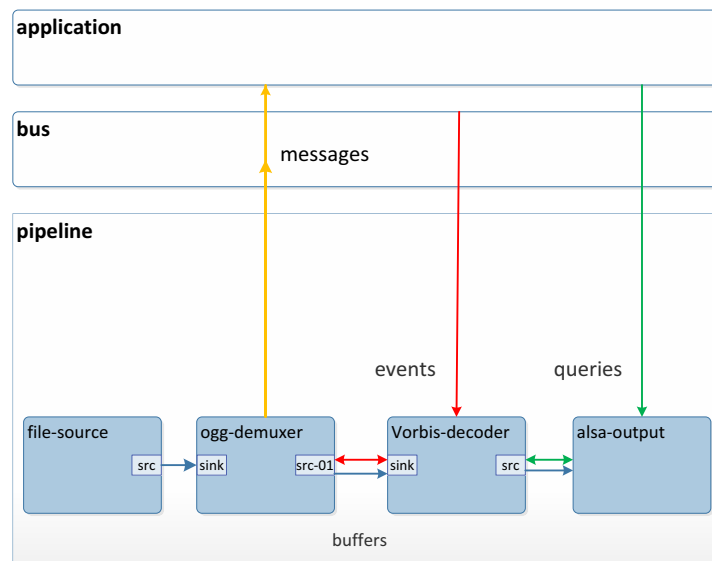 application
bus
messages
pipeline
events
queries
file-source
ogg-demuxer
Vorbis-decoder
alsa-output
src
sink
src-01
sink
src
buffers